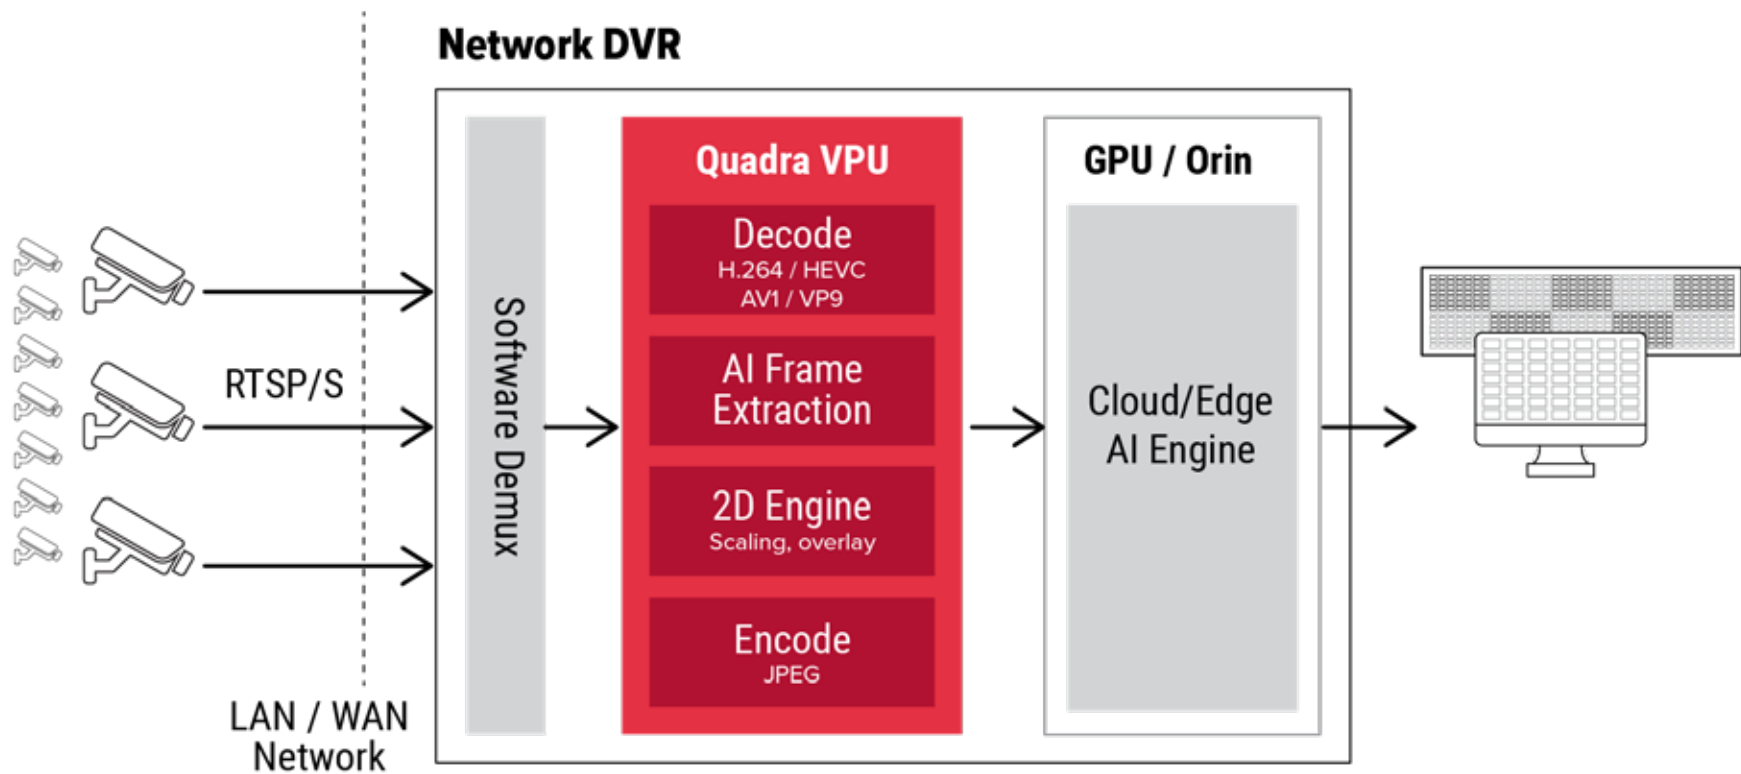 Network DVR
RTSP/S
LAN / WAN
Network
Software Demux
Quadra VPU
Decode
H.264 / HEVC
AV1 / VP9
AI Frame
Extraction
2D Engine
Scaling, overlay
Encode
JPEG
GPU / Orin
Cloud/Edge
AI Engine